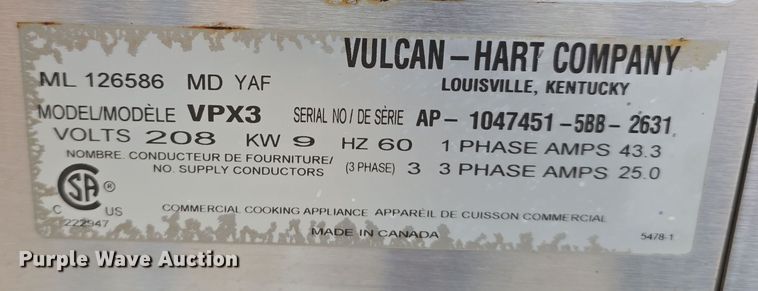 VULCAN-HART COMPANY
LOUISVILLE, KENTUCKY
ML 126586 MD YAF
MODEL/MODÈLE VPX3 SERIAL NO / DE SÉRIE AP- 1047451-5BB-2631
VOLTS 208 KW 9 HZ 60 1 PHASE AMPS 43.3
NOMBRE. CONDUCTEUR DE FOURNITURE/
NO. SUPPLY CONDUCTORS (3 PHASE) 3 3 PHASE AMPS 25.0
SA ®
C US
222947
COMMERCIAL COOKING APPLIANCE APPAREIL DE CUISSON COMMERCIAL
MADE IN CANADA 5478-1
Purple Wave Auction